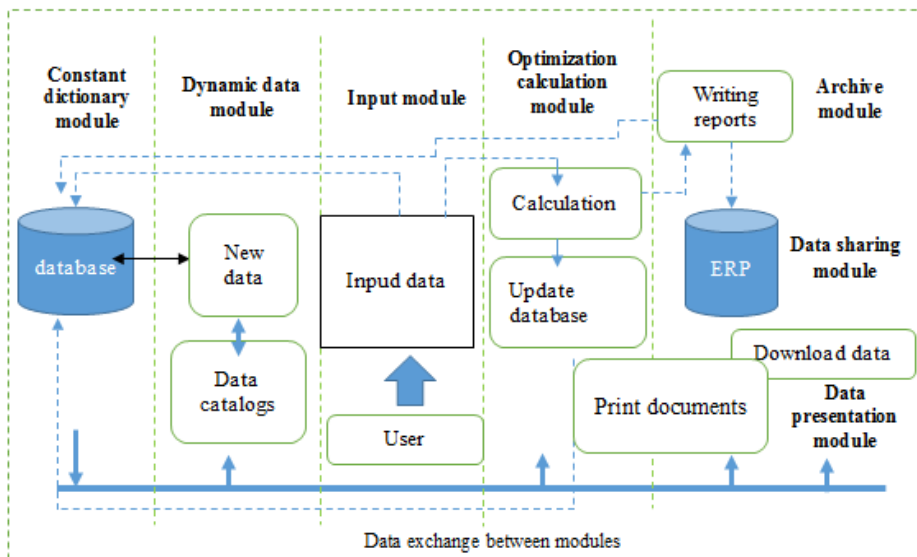 Constant
dictionary
module
Dynamic data
module
Input module
Optimization
calculation
module
Writing
reports
Archive
module
database
New
data
Inpud data
Calculation
ERP
Data sharing
module
Update
database
Data
catalogs
User
Print documents
Download data
Data
presentation
module
Data exchange between modules